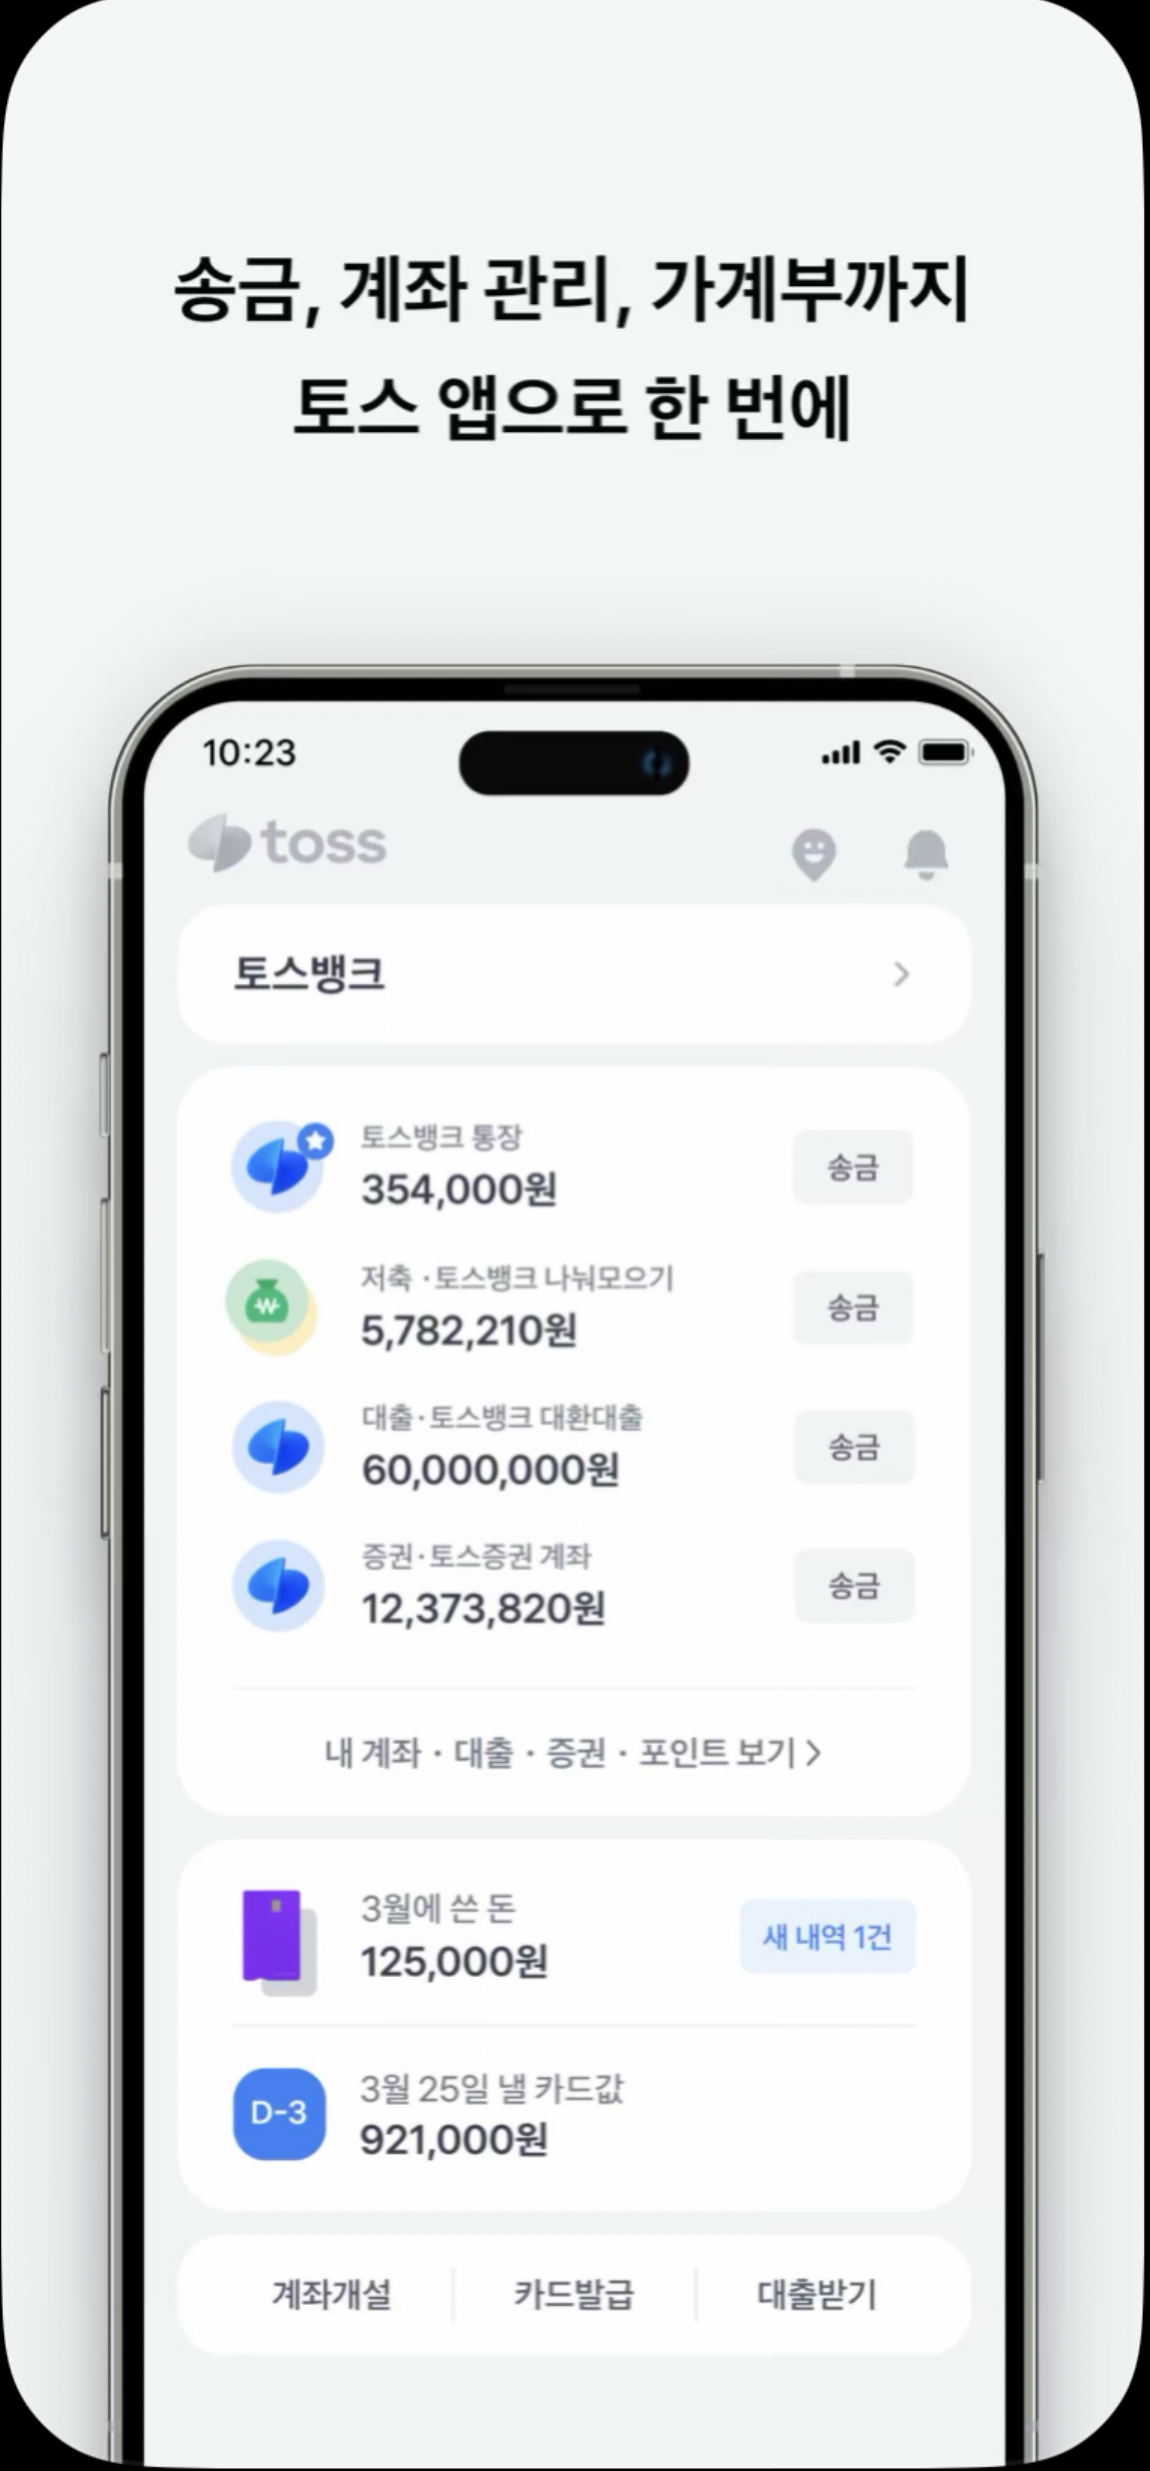 송금, 계좌 관리, 가계부까지
토스 앱으로 한 번에
10:23
toss
토스뱅크
토스뱅크 통장
354,000원
송금
저축 · 토스뱅크 나눠모으기
5,782,210원
송금
대출 · 토스뱅크 대환대출
60,000,000원
송금
증권 · 토스증권 계좌
12,373,820원
송금
내 계좌 · 대출 · 증권 · 포인트 보기
3월에 쓴 돈
125,000원
새 내역 1건
D-3
3월 25일 낼 카드값
921,000원
계좌개설 카드발급 대출받기